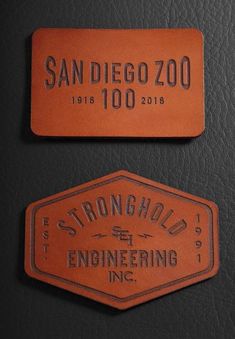 SAN DIEGO ZOO
1916 100 2016
STRONGHOLD
EST. SEI 1991
ENGINEERING
INC.